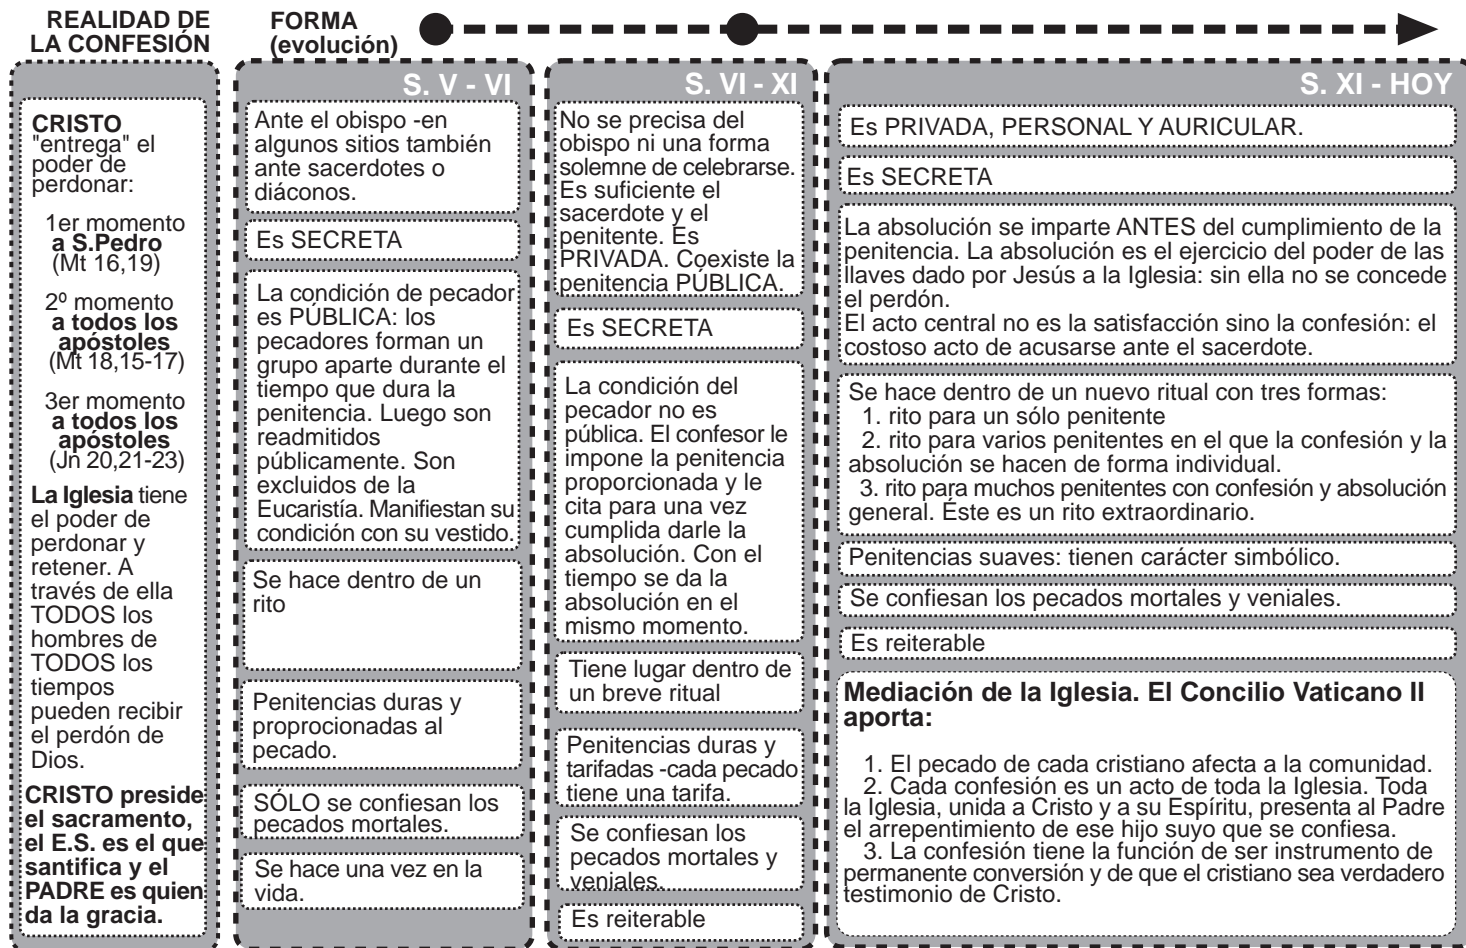 REALIDAD DE
LA CONFESIÓN
CRISTO
"entrega" el
poder de
perdonar:
1er momento
a S.Pedro
(Mt 16,19)
2º momento
a todos los
apóstoles
(Mt 18,15-17)
3er momento
a todos los
apóstoles
(Jn 20,21-23)
La Iglesia tiene
el poder de
perdonar y
retener. A
través de ella
TODOS los
hombres de
TODOS los
tiempos
pueden recibir
el perdón de
Dios.
CRISTO preside
el sacramento,
el E.S. es el que
santifica y el
PADRE es quien
da la gracia.
FORMA
(evolución)
S. V - VI
Ante el obispo -en
algunos sitios también
ante sacerdotes o
diáconos.
Es SECRETA
La condición de pecador
es PÚBLICA: los
pecadores forman un
grupo aparte durante el
tiempo que dura la
penitencia. Luego son
readmitidos
públicamente. Son
excluidos de la
Eucaristía. Manifiestan su
condición con su vestido.
Se hace dentro de un
rito
Penitencias duras y
proprocionadas al
pecado.
SÓLO se confiesan los
pecados mortales.
Se hace una vez en la
vida.
S. VI - XI
No se precisa del
obispo ni una forma
solemne de celebrarse.
Es suficiente el
sacerdote y el
penitente. Es
PRIVADA. Coexiste la
penitencia PÚBLICA.
Es SECRETA
La condición del
pecador no es
pública. El confesor le
impone la penitencia
proporcionada y le
cita para una vez
cumplida darle la
absolución. Con el
tiempo se da la
absolución en el
mismo momento.
Tiene lugar dentro de
un breve ritual
Penitencias duras y
tarifadas -cada pecado
tiene una tarifa.
Se confiesan los
pecados mortales y
veniales.
Es reiterable
S. XI - HOY
Es PRIVADA, PERSONAL Y AURICULAR.
Es SECRETA
La absolución se imparte ANTES del cumplimiento de la
penitencia. La absolución es el ejercicio del poder de las
llaves dado por Jesús a la Iglesia: sin ella no se concede
el perdón.
El acto central no es la satisfacción sino la confesión: el
costoso acto de acusarse ante el sacerdote.
Se hace dentro de un nuevo ritual con tres formas:
1. rito para un sólo penitente
2. rito para varios penitentes en el que la confesión y la
absolución se hacen de forma individual.
3. rito para muchos penitentes con confesión y absolución
general. Éste es un rito extraordinario.
Penitencias suaves: tienen carácter simbólico.
Se confiesan los pecados mortales y veniales.
Es reiterable
Mediación de la Iglesia. El Concilio Vaticano II
aporta:
1. El pecado de cada cristiano afecta a la comunidad.
2. Cada confesión es un acto de toda la Iglesia. Toda
la Iglesia, unida a Cristo y a su Espíritu, presenta al Padre
el arrepentimiento de ese hijo suyo que se confiesa.
3. La confesión tiene la función de ser instrumento de
permanente conversión y de que el cristiano sea verdadero
testimonio de Cristo.